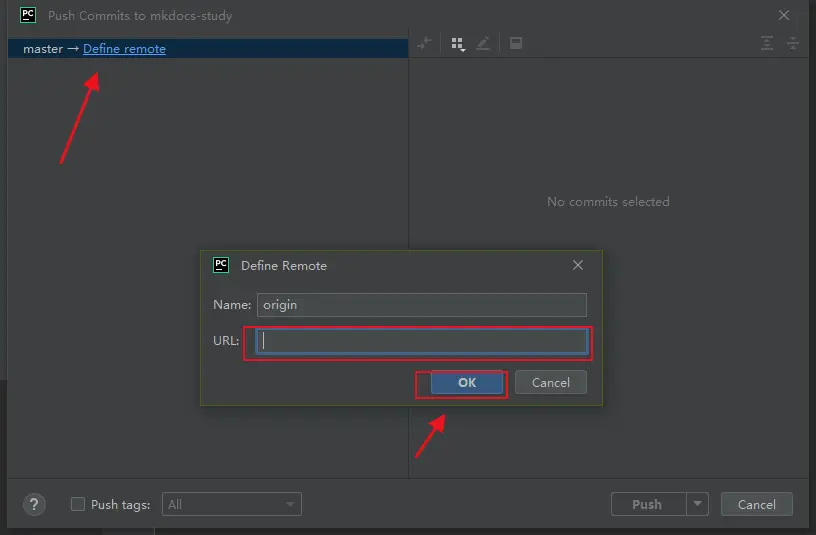 PC Push Commits to mkdocs-study
master → Define remote
No commits selected
PC Define Remote
Name: origin
URL:
OK Cancel
? Push tags: All Push Cancel